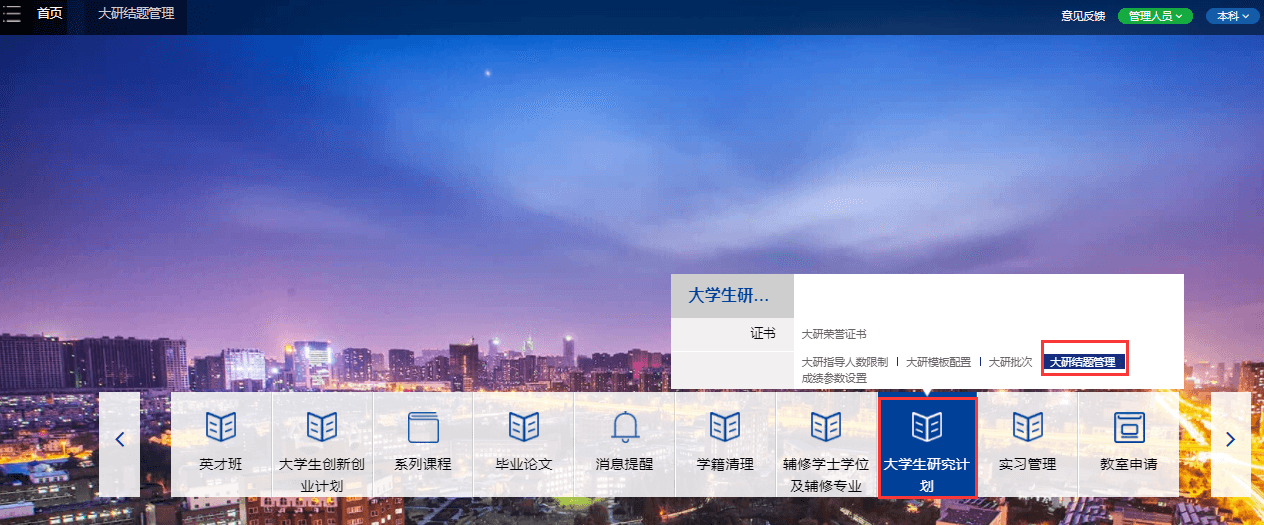 首页 大研结题管理 意见反馈 管理人员 本科
大学生研...
证书 大研荣誉证书
大研指导人数限制 大研模板配置 大研批次 大研结题管理
成绩参数设置
英才班
大学生创新创
业计划
系列课程
毕业论文
消息提醒
学籍清理
辅修学士学位
及辅修专业
大学生研究计
划
实习管理
教室申请